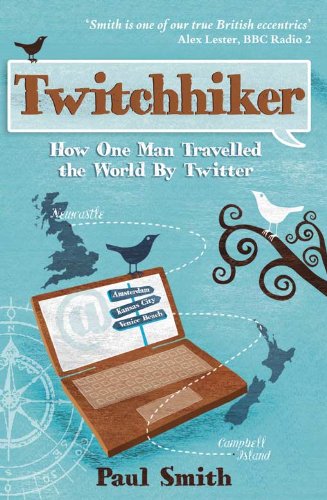 ‘Smith is one of our true British eccentrics’
Alex Lester, BBC Radio 2
Twitchhiker
How One Man Travelled
the World By Twitter
Newcastle
@
Amsterdam
Kansas City
Venice Beach
Campbell
Island
Paul Smith